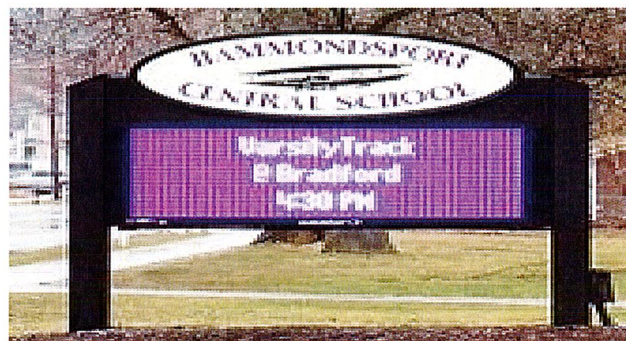 HAMMONDSPORT
CENTRAL SCHOOL
Varsity Track
@ Bradford
4:30 PM